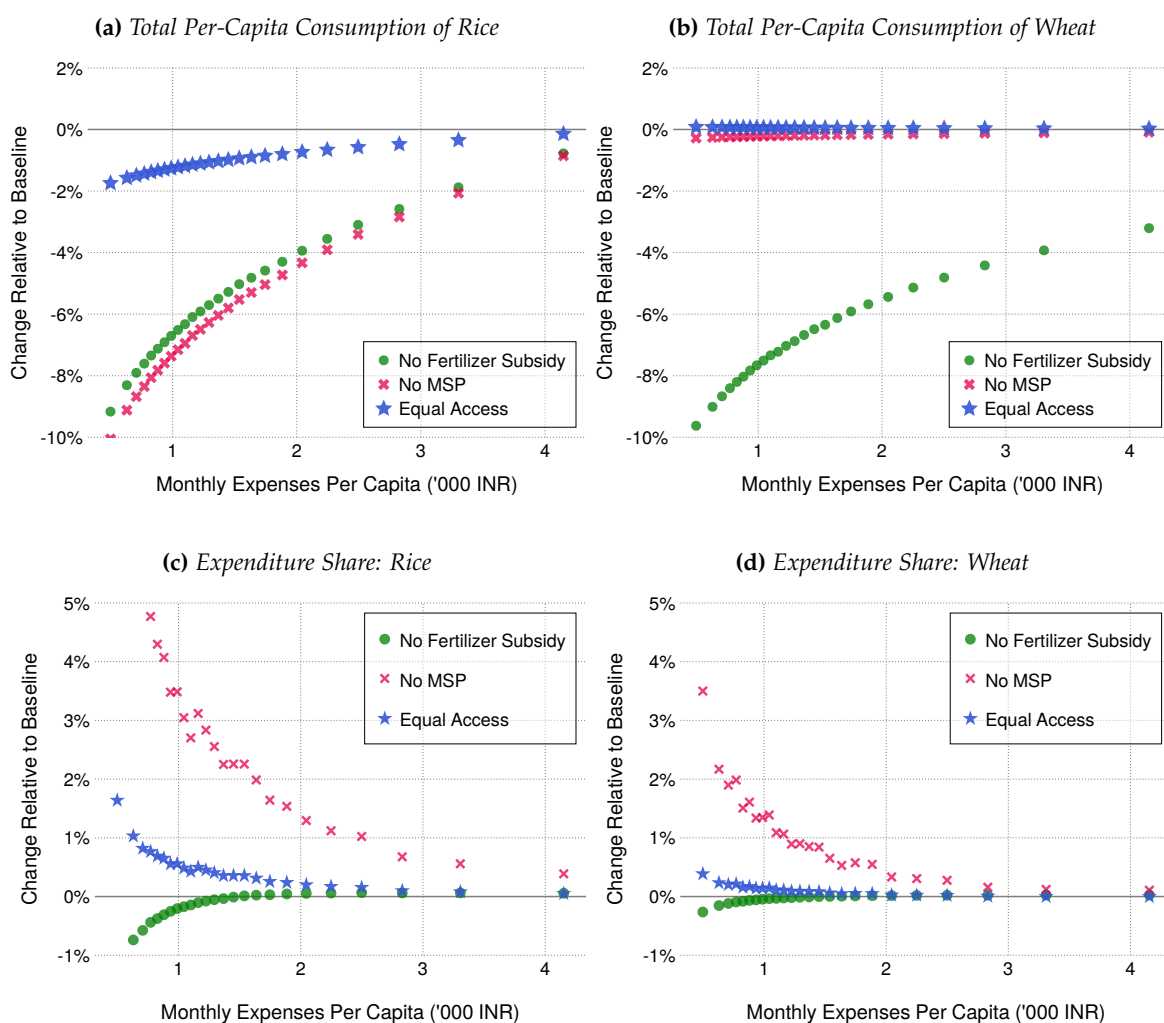 (a) Total Per-Capita Consumption of Rice
2%
0%
-2%
-4%
-6%
-8%
-10%
Change Relative to Baseline
No Fertilizer Subsidy
No MSP
Equal Access
1 2 3 4
Monthly Expenses Per Capita ('000 INR)
(b) Total Per-Capita Consumption of Wheat
2%
0%
-2%
-4%
-6%
-8%
-10%
Change Relative to Baseline
No Fertilizer Subsidy
No MSP
Equal Access
1 2 3 4
Monthly Expenses Per Capita ('000 INR)
(c) Expenditure Share: Rice
5%
4%
3%
2%
1%
0%
-1%
Change Relative to Baseline
No Fertilizer Subsidy
No MSP
Equal Access
1 2 3 4
Monthly Expenses Per Capita ('000 INR)
(d) Expenditure Share: Wheat
5%
4%
3%
2%
1%
0%
-1%
Change Relative to Baseline
No Fertilizer Subsidy
No MSP
Equal Access
1 2 3 4
Monthly Expenses Per Capita ('000 INR)